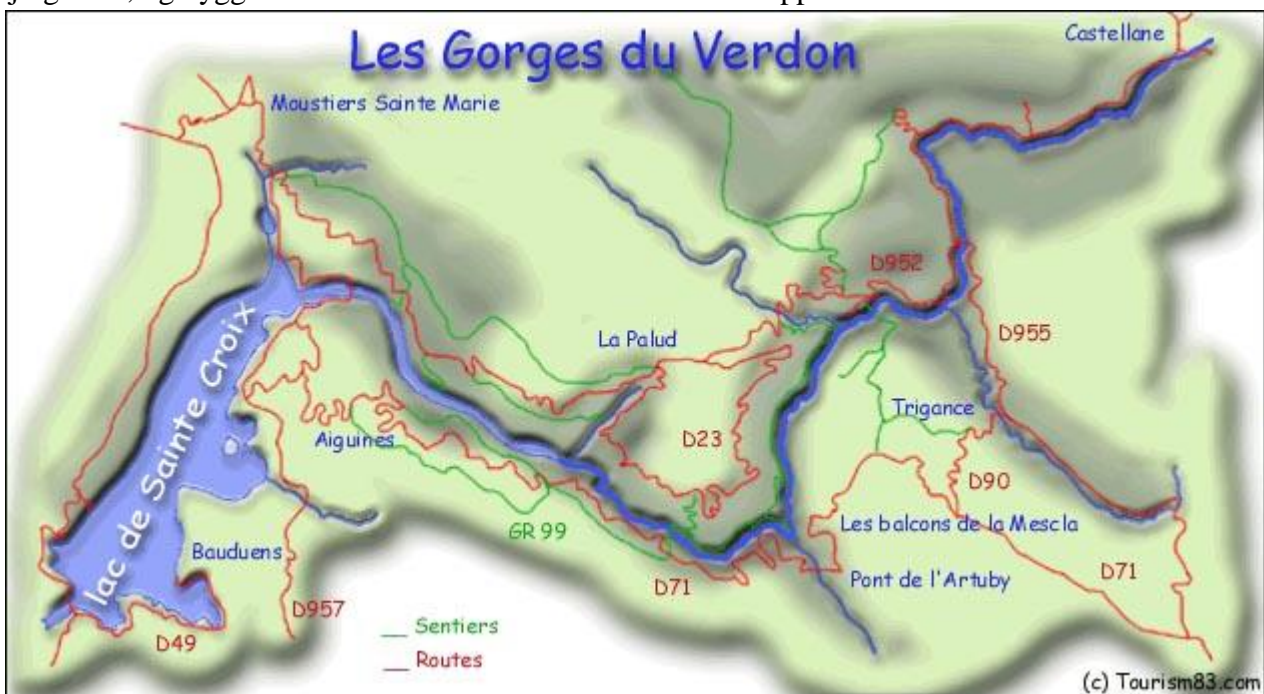 Les Gorges du Verdon
Castellane
Moustiers Sainte Marie
D952
La Palud
D955
lac de Sainte Croix
Trigance
Aiguines
D23
D90
GR 99
Les balcons de la Mescla
Bauduens
D71
Pont de l'Artuby
D71
D957
D49
__ Sentiers
__ Routes
(c) Tourism83.com